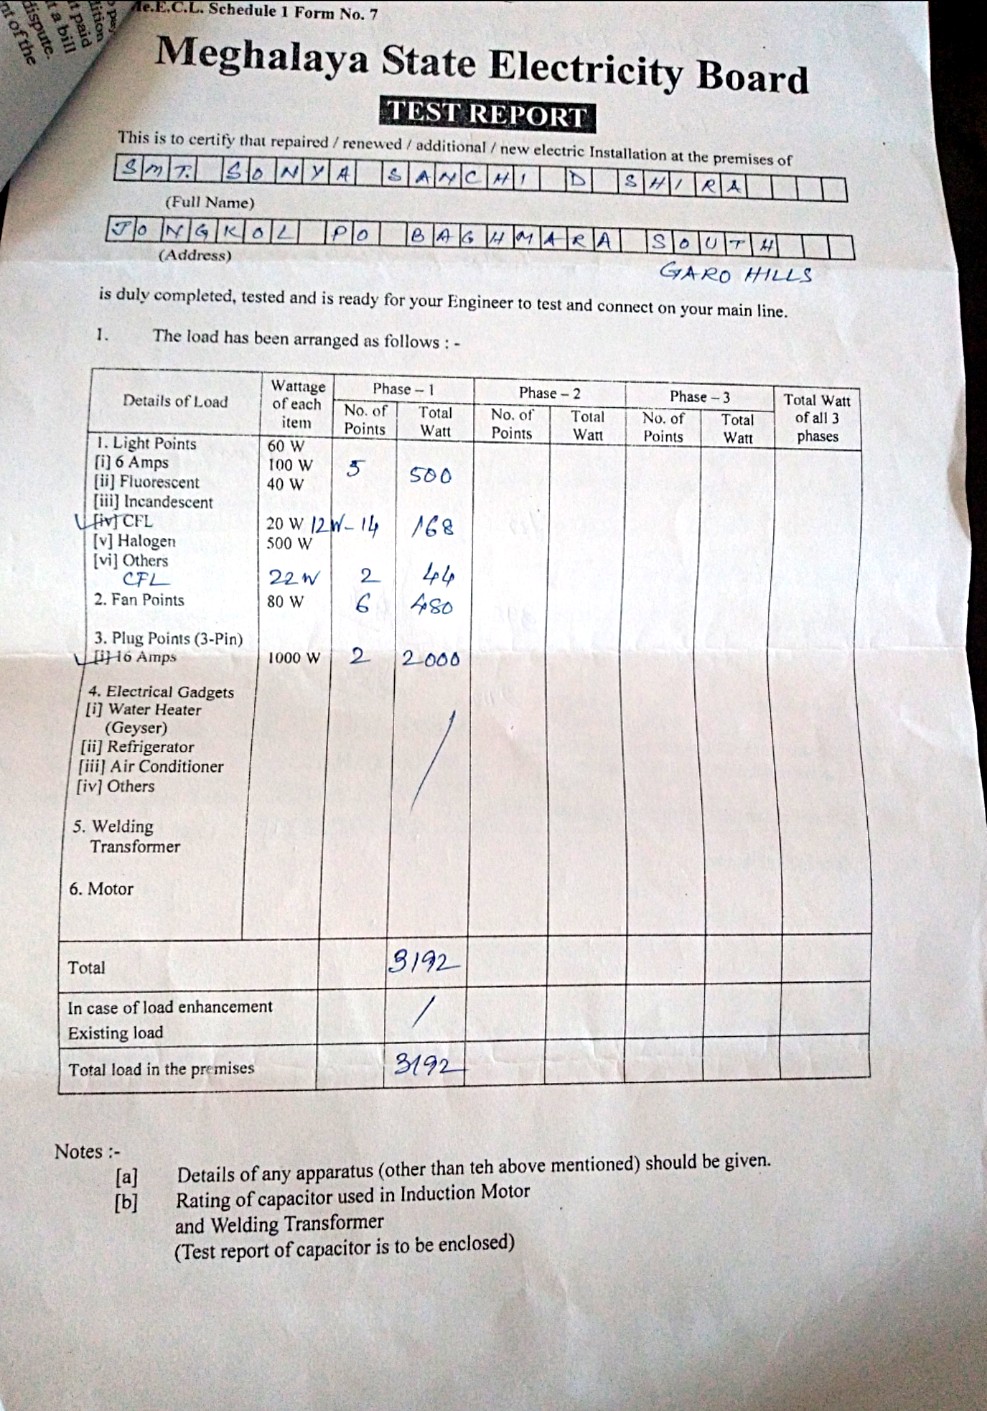 nt of the
dispute.
t a bill
t paid
dition
Me.E.C.L. Schedule 1 Form No. 7
Meghalaya State Electricity Board
TEST REPORT
This is to certify that repaired / renewed / additional / new electric Installation at the premises of
SMT. SONYA SANCHI D SHIRA
(Full Name)
JONGKOL PO BAGHMARA SOUTH
(Address)
GARO HILLS
is duly completed, tested and is ready for your Engineer to test and connect on your main line.
1. The load has been arranged as follows : -
Details of Load Wattage of each item Phase – 1 Phase – 2 Phase – 3 Total Watt of all 3 phases
No. of Points Total Watt No. of Points Total Watt No. of Points Total Watt
1. Light Points 60 W
[i] 6 Amps 100 W 5 500
[ii] Fluorescent 40 W
[iii] Incandescent
[iv] CFL 20 W 12W-14 168
[v] Halogen 500 W
[vi] Others
CFL 22W 2 44
2. Fan Points 80 W 6 480
3. Plug Points (3-Pin)
[i] 16 Amps 1000 W 2 2000
4. Electrical Gadgets
[i] Water Heater
(Geyser)
[ii] Refrigerator
[iii] Air Conditioner
[iv] Others
/
5. Welding
Transformer
6. Motor
Total 3192
In case of load enhancement
Existing load /
Total load in the premises 3192
Notes :-
[a] Details of any apparatus (other than teh above mentioned) should be given.
[b] Rating of capacitor used in Induction Motor
and Welding Transformer
(Test report of capacitor is to be enclosed)